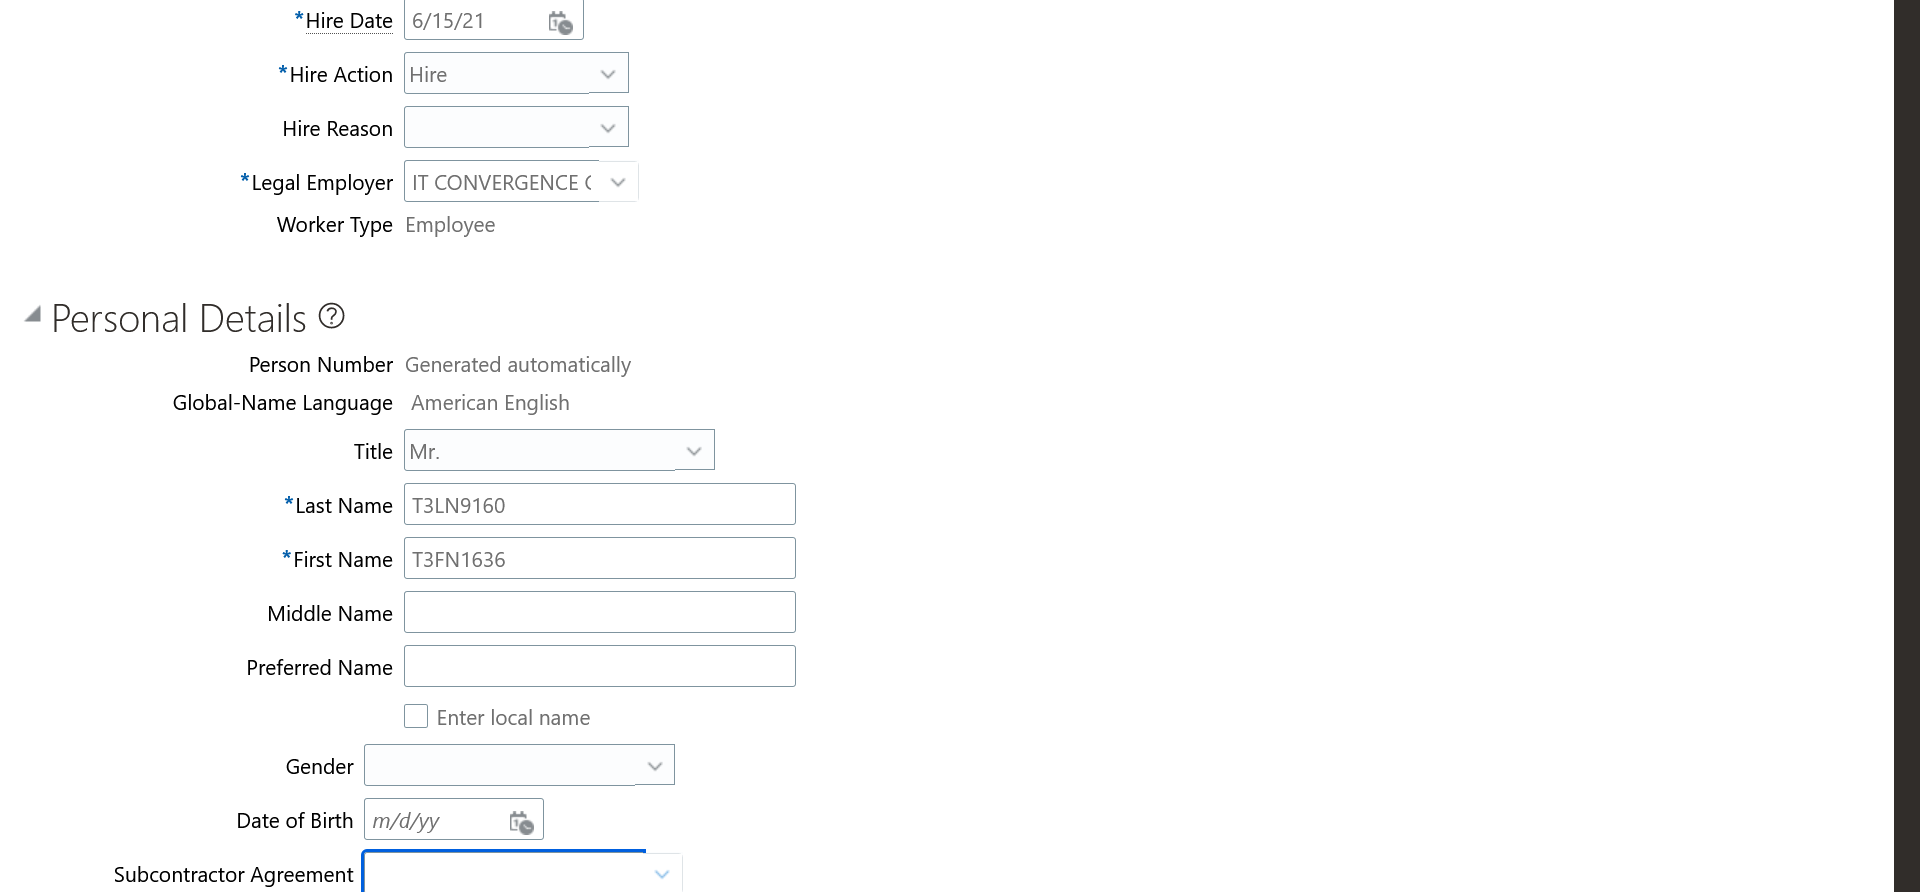 *Hire Date 6/15/21
*Hire Action Hire
Hire Reason
*Legal Employer IT CONVERGENCE
Worker Type Employee
Personal Details ?
Person Number Generated automatically
Global-Name Language American English
Title Mr.
*Last Name T3LN9160
*First Name T3FN1636
Middle Name
Preferred Name
Enter local name
Gender
Date of Birth m/d/yy
Subcontractor Agreement